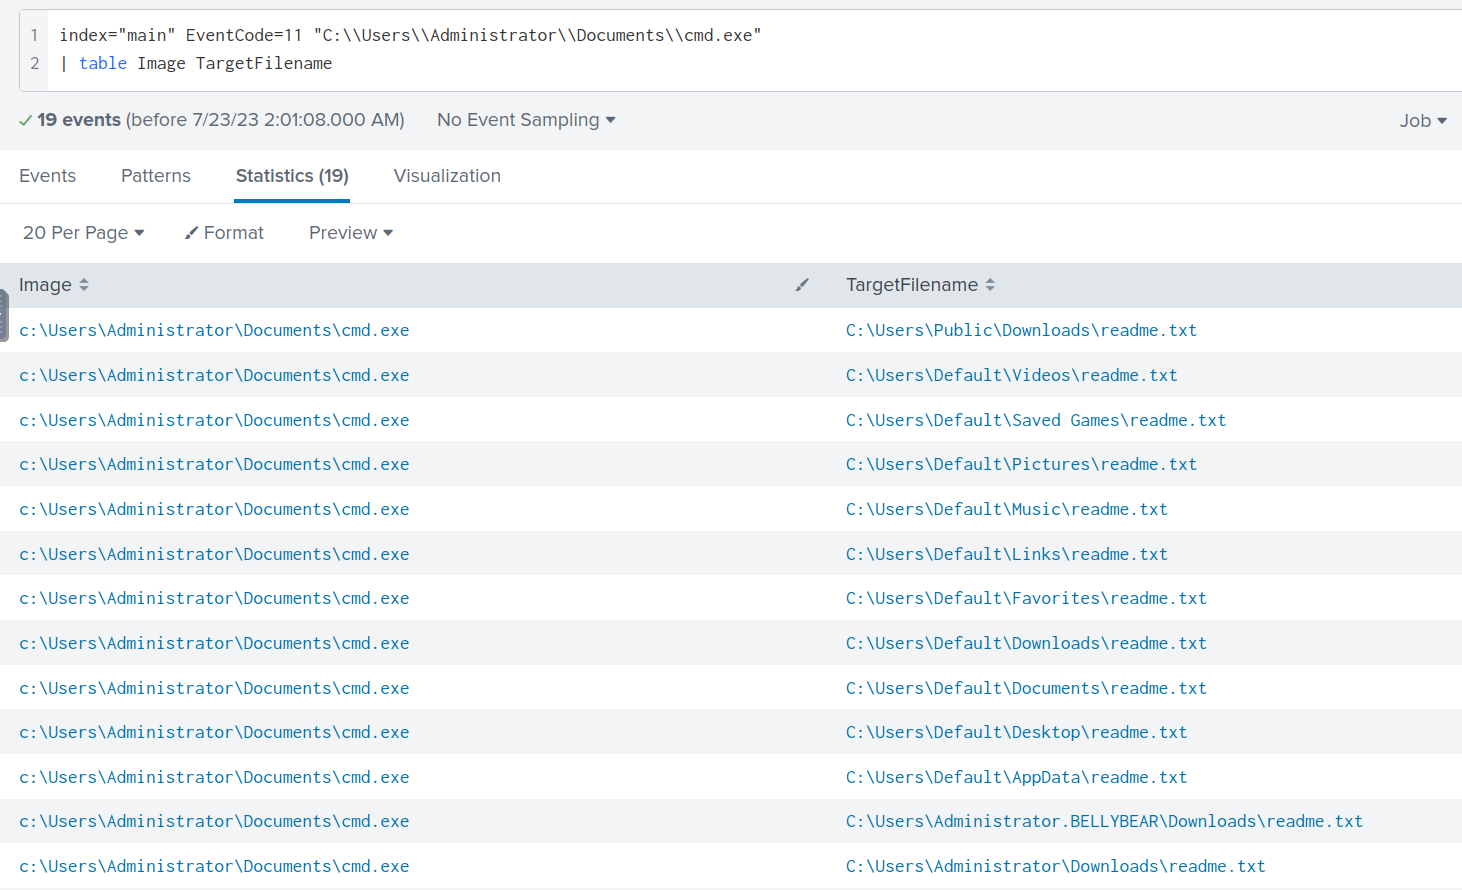 1 index="main" EventCode=11 "C:\\Users\\Administrator\\Documents\\cmd.exe"
2 | table Image TargetFilename
19 events (before 7/23/23 2:01:08.000 AM) No Event Sampling Job
Events Patterns Statistics (19) Visualization
20 Per Page Format Preview
Image TargetFilename
c:\Users\Administrator\Documents\cmd.exe C:\Users\Public\Downloads\readme.txt
c:\Users\Administrator\Documents\cmd.exe C:\Users\Default\Videos\readme.txt
c:\Users\Administrator\Documents\cmd.exe C:\Users\Default\Saved Games\readme.txt
c:\Users\Administrator\Documents\cmd.exe C:\Users\Default\Pictures\readme.txt
c:\Users\Administrator\Documents\cmd.exe C:\Users\Default\Music\readme.txt
c:\Users\Administrator\Documents\cmd.exe C:\Users\Default\Links\readme.txt
c:\Users\Administrator\Documents\cmd.exe C:\Users\Default\Favorites\readme.txt
c:\Users\Administrator\Documents\cmd.exe C:\Users\Default\Downloads\readme.txt
c:\Users\Administrator\Documents\cmd.exe C:\Users\Default\Documents\readme.txt
c:\Users\Administrator\Documents\cmd.exe C:\Users\Default\Desktop\readme.txt
c:\Users\Administrator\Documents\cmd.exe C:\Users\Default\AppData\readme.txt
c:\Users\Administrator\Documents\cmd.exe C:\Users\Administrator.BELLYBEAR\Downloads\readme.txt
c:\Users\Administrator\Documents\cmd.exe C:\Users\Administrator\Downloads\readme.txt